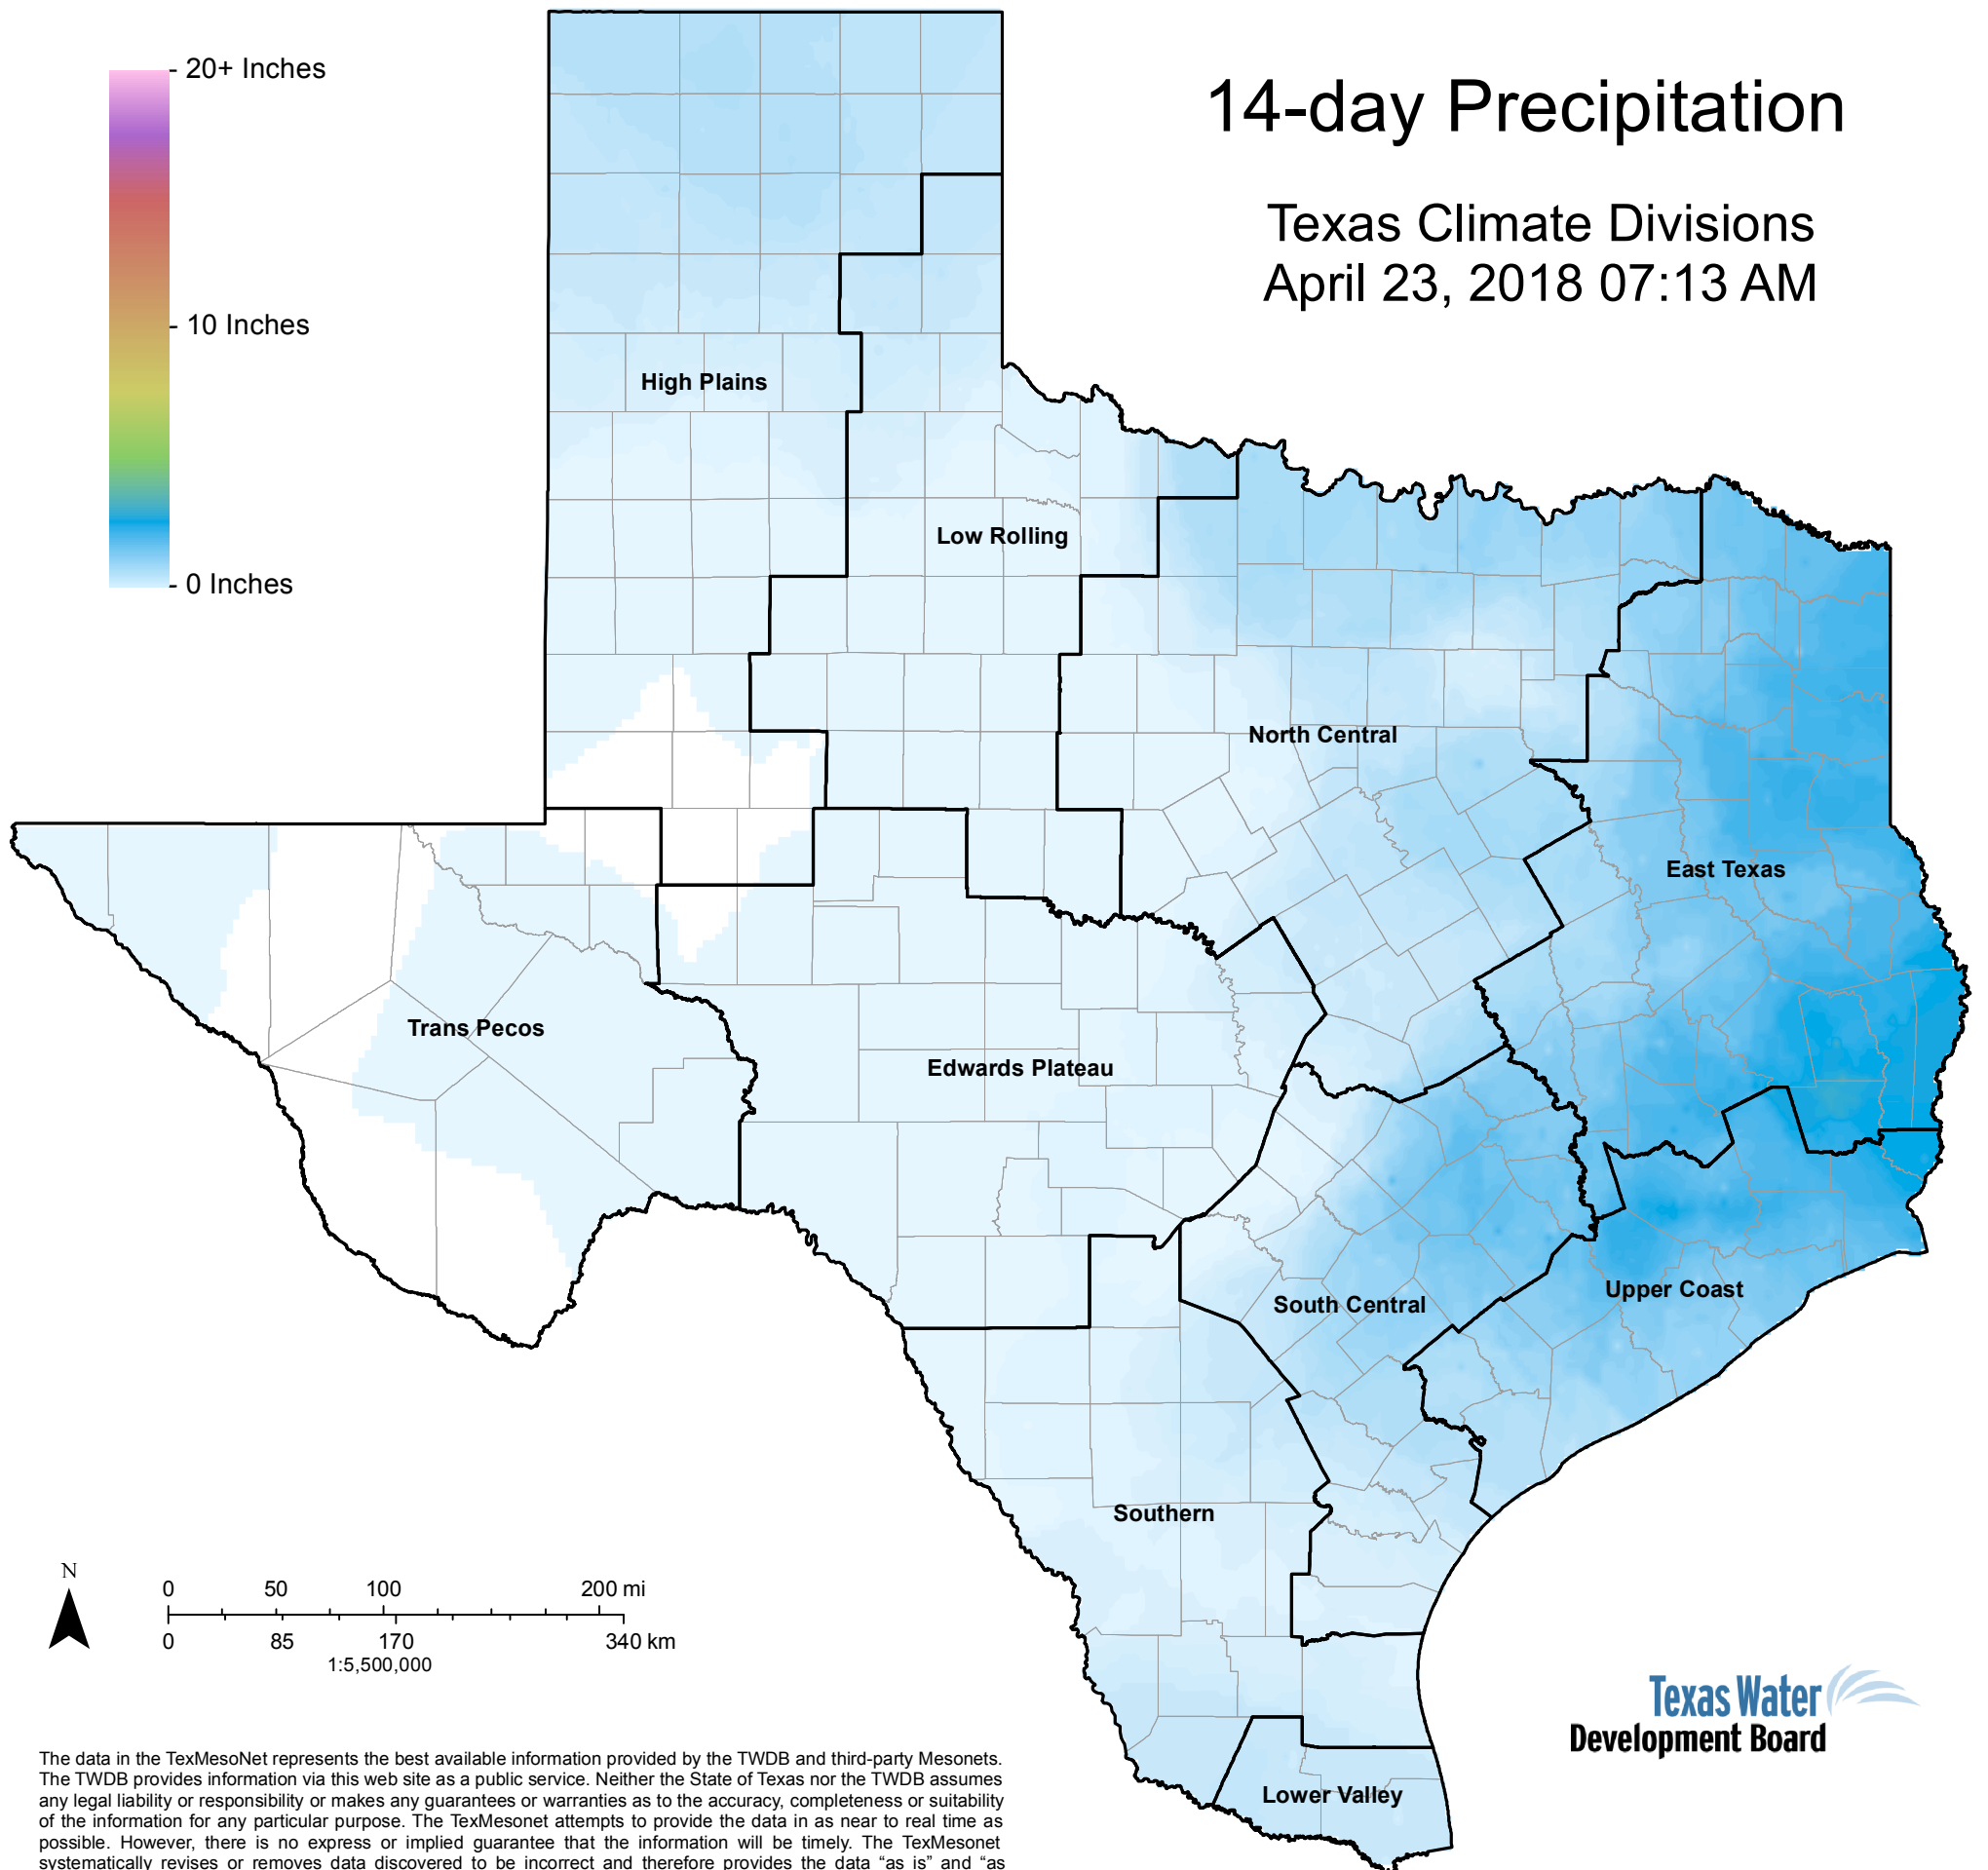 14-day Precipitation
Texas Climate Divisions
April 23, 2018 07:13 AM
20+ Inches
10 Inches
0 Inches
High Plains
Low Rolling
North Central
East Texas
Trans Pecos
Edwards Plateau
South Central
Upper Coast
Southern
Lower Valley
N
0 50 100 200 mi
0 85 170 340 km
1:5,500,000
Texas Water
Development Board
The data in the TexMesoNet represents the best available information provided by the TWDB and third-party Mesonets.
The TWDB provides information via this web site as a public service. Neither the State of Texas nor the TWDB assumes
any legal liability or responsibility or makes any guarantees or warranties as to the accuracy, completeness or suitability
of the information for any particular purpose. The TexMesonet attempts to provide the data in as near to real time as
possible. However, there is no express or implied guarantee that the information will be timely. The TexMesonet
systematically revises or removes data discovered to be incorrect and therefore provides the data “as is” and “as